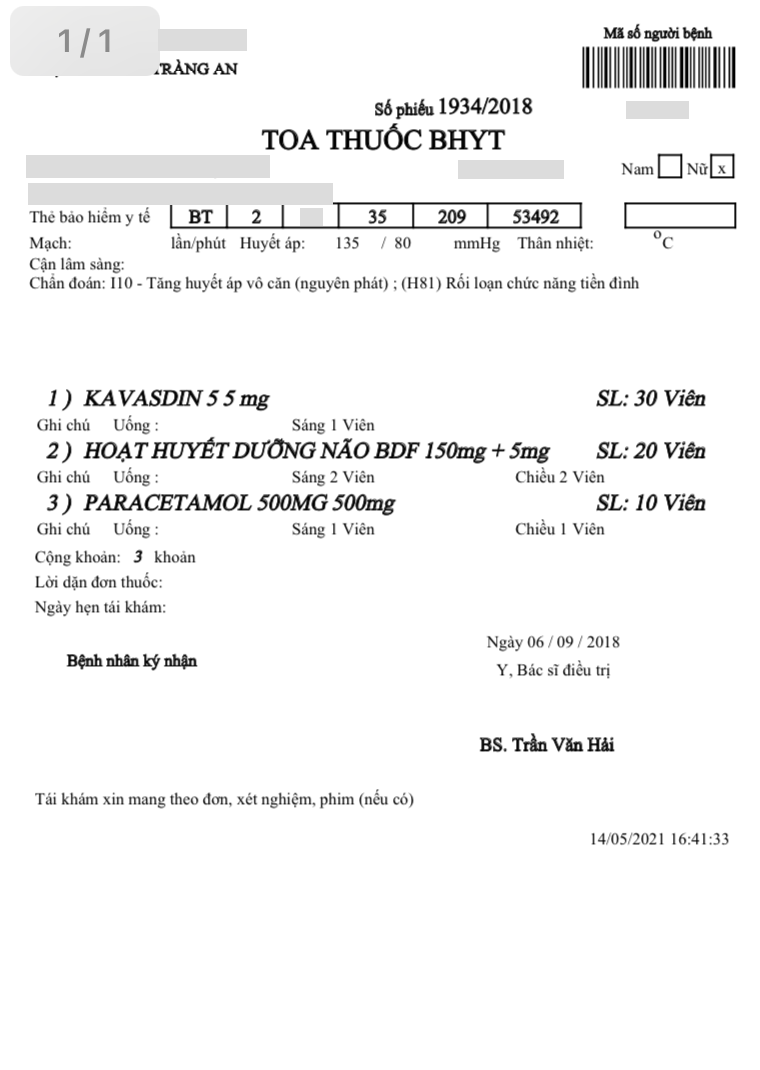 1/1
TRÀNG AN
Mã số người bệnh
Số phiếu 1934/2018
TOA THUỐC BHYT
Nam Nữ x
Thẻ bảo hiểm y tế BT 2 35 209 53492
Mạch: lần/phút Huyết áp: 135 / 80 mmHg Thân nhiệt: °C
Cận lâm sàng:
Chẩn đoán: I10 - Tăng huyết áp vô căn (nguyên phát) ; (H81) Rối loạn chức năng tiền đình
1 ) KAVASDIN 5 5 mg SL: 30 Viên
Ghi chú Uống : Sáng 1 Viên
2 ) HOẠT HUYẾT DƯỠNG NÃO BDF 150mg + 5mg SL: 20 Viên
Ghi chú Uống : Sáng 2 Viên Chiều 2 Viên
3 ) PARACETAMOL 500MG 500mg SL: 10 Viên
Ghi chú Uống : Sáng 1 Viên Chiều 1 Viên
Cộng khoản: 3 khoản
Lời dặn đơn thuốc:
Ngày hẹn tái khám:
Ngày 06 / 09 / 2018
Bệnh nhân ký nhận
Y, Bác sĩ điều trị
BS. Trần Văn Hải
Tái khám xin mang theo đơn, xét nghiệm, phim (nếu có)
14/05/2021 16:41:33